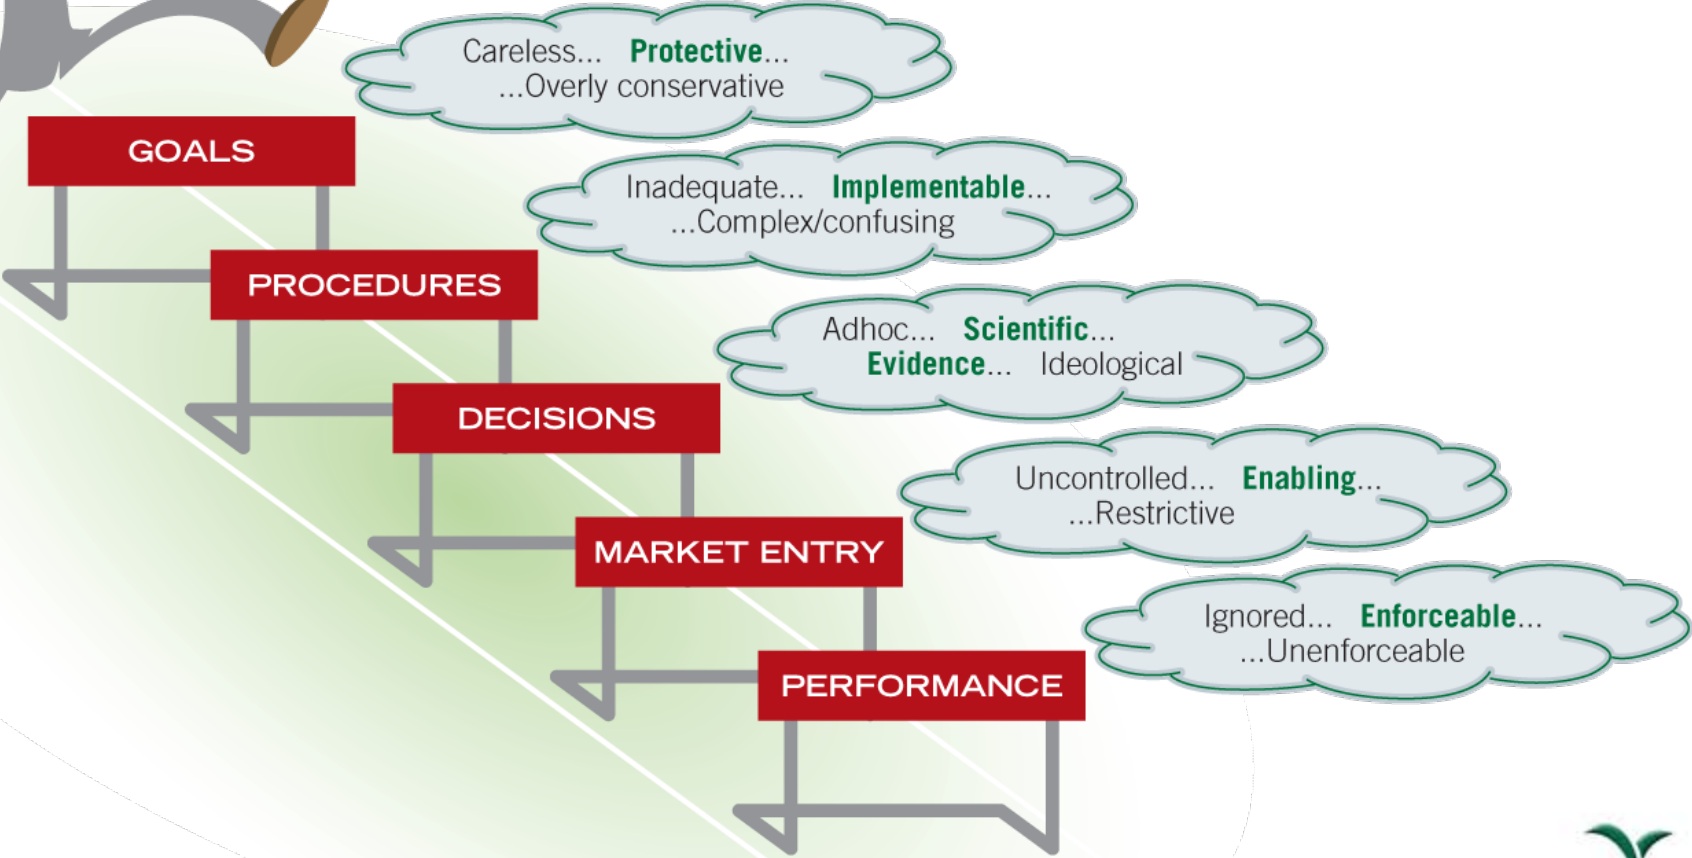 Careless... Protective...
...Overly conservative
GOALS
Inadequate... Implementable...
...Complex/confusing
PROCEDURES
Adhoc... Scientific...
Evidence... Ideological
DECISIONS
Uncontrolled... Enabling...
...Restrictive
MARKET ENTRY
Ignored... Enforceable...
...Unenforceable
PERFORMANCE